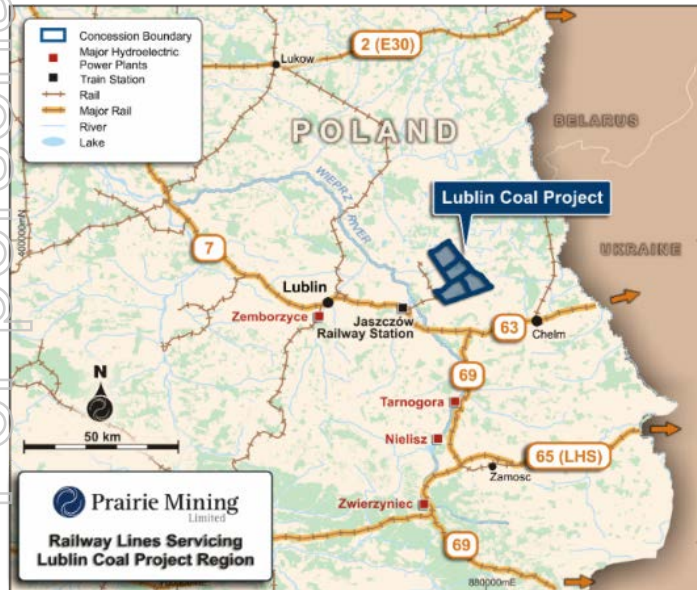 Concession Boundary
Major Hydroelectric
Power Plants
Train Station
Rail
Major Rail
River
Lake
2 (E30)
Lukow
POLAND
BELARUS
WIEPRZ RIVER
Lublin Coal Project
UKRAINE
400000mN
7
Lublin
Zemborzyce
Jaszczów
Railway Station
63
Chelm
N
69
Tarnogora
50 km
Nielisz
65 (LHS)
Zamosc
Prairie Mining
Limited
Zwierzyniec
Railway Lines Servicing
Lublin Coal Project Region
69
880000mE